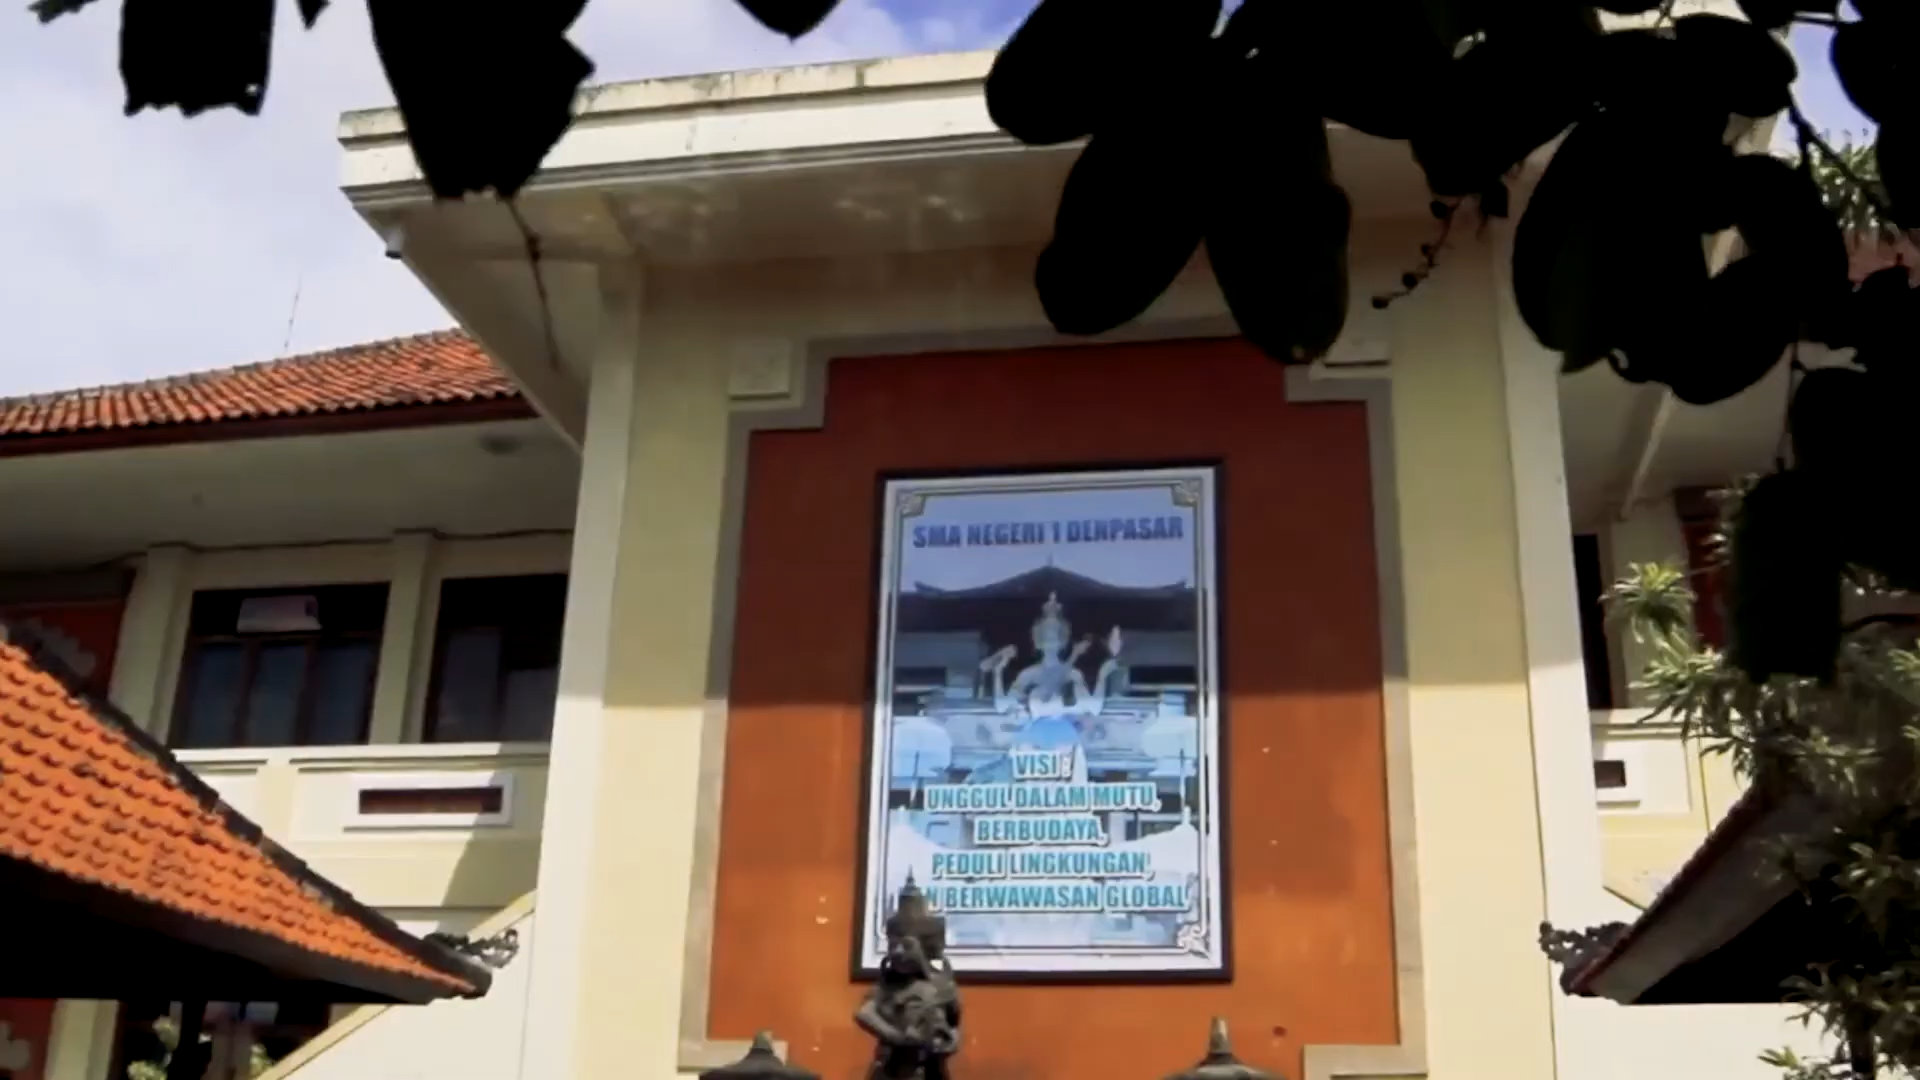 SMA NEGERI 1 DENPASAR
VISI :
UNGGUL DALAM MUTU,
BERBUDAYA,
PEDULI LINGKUNGAN,
BERWAWASAN GLOBAL